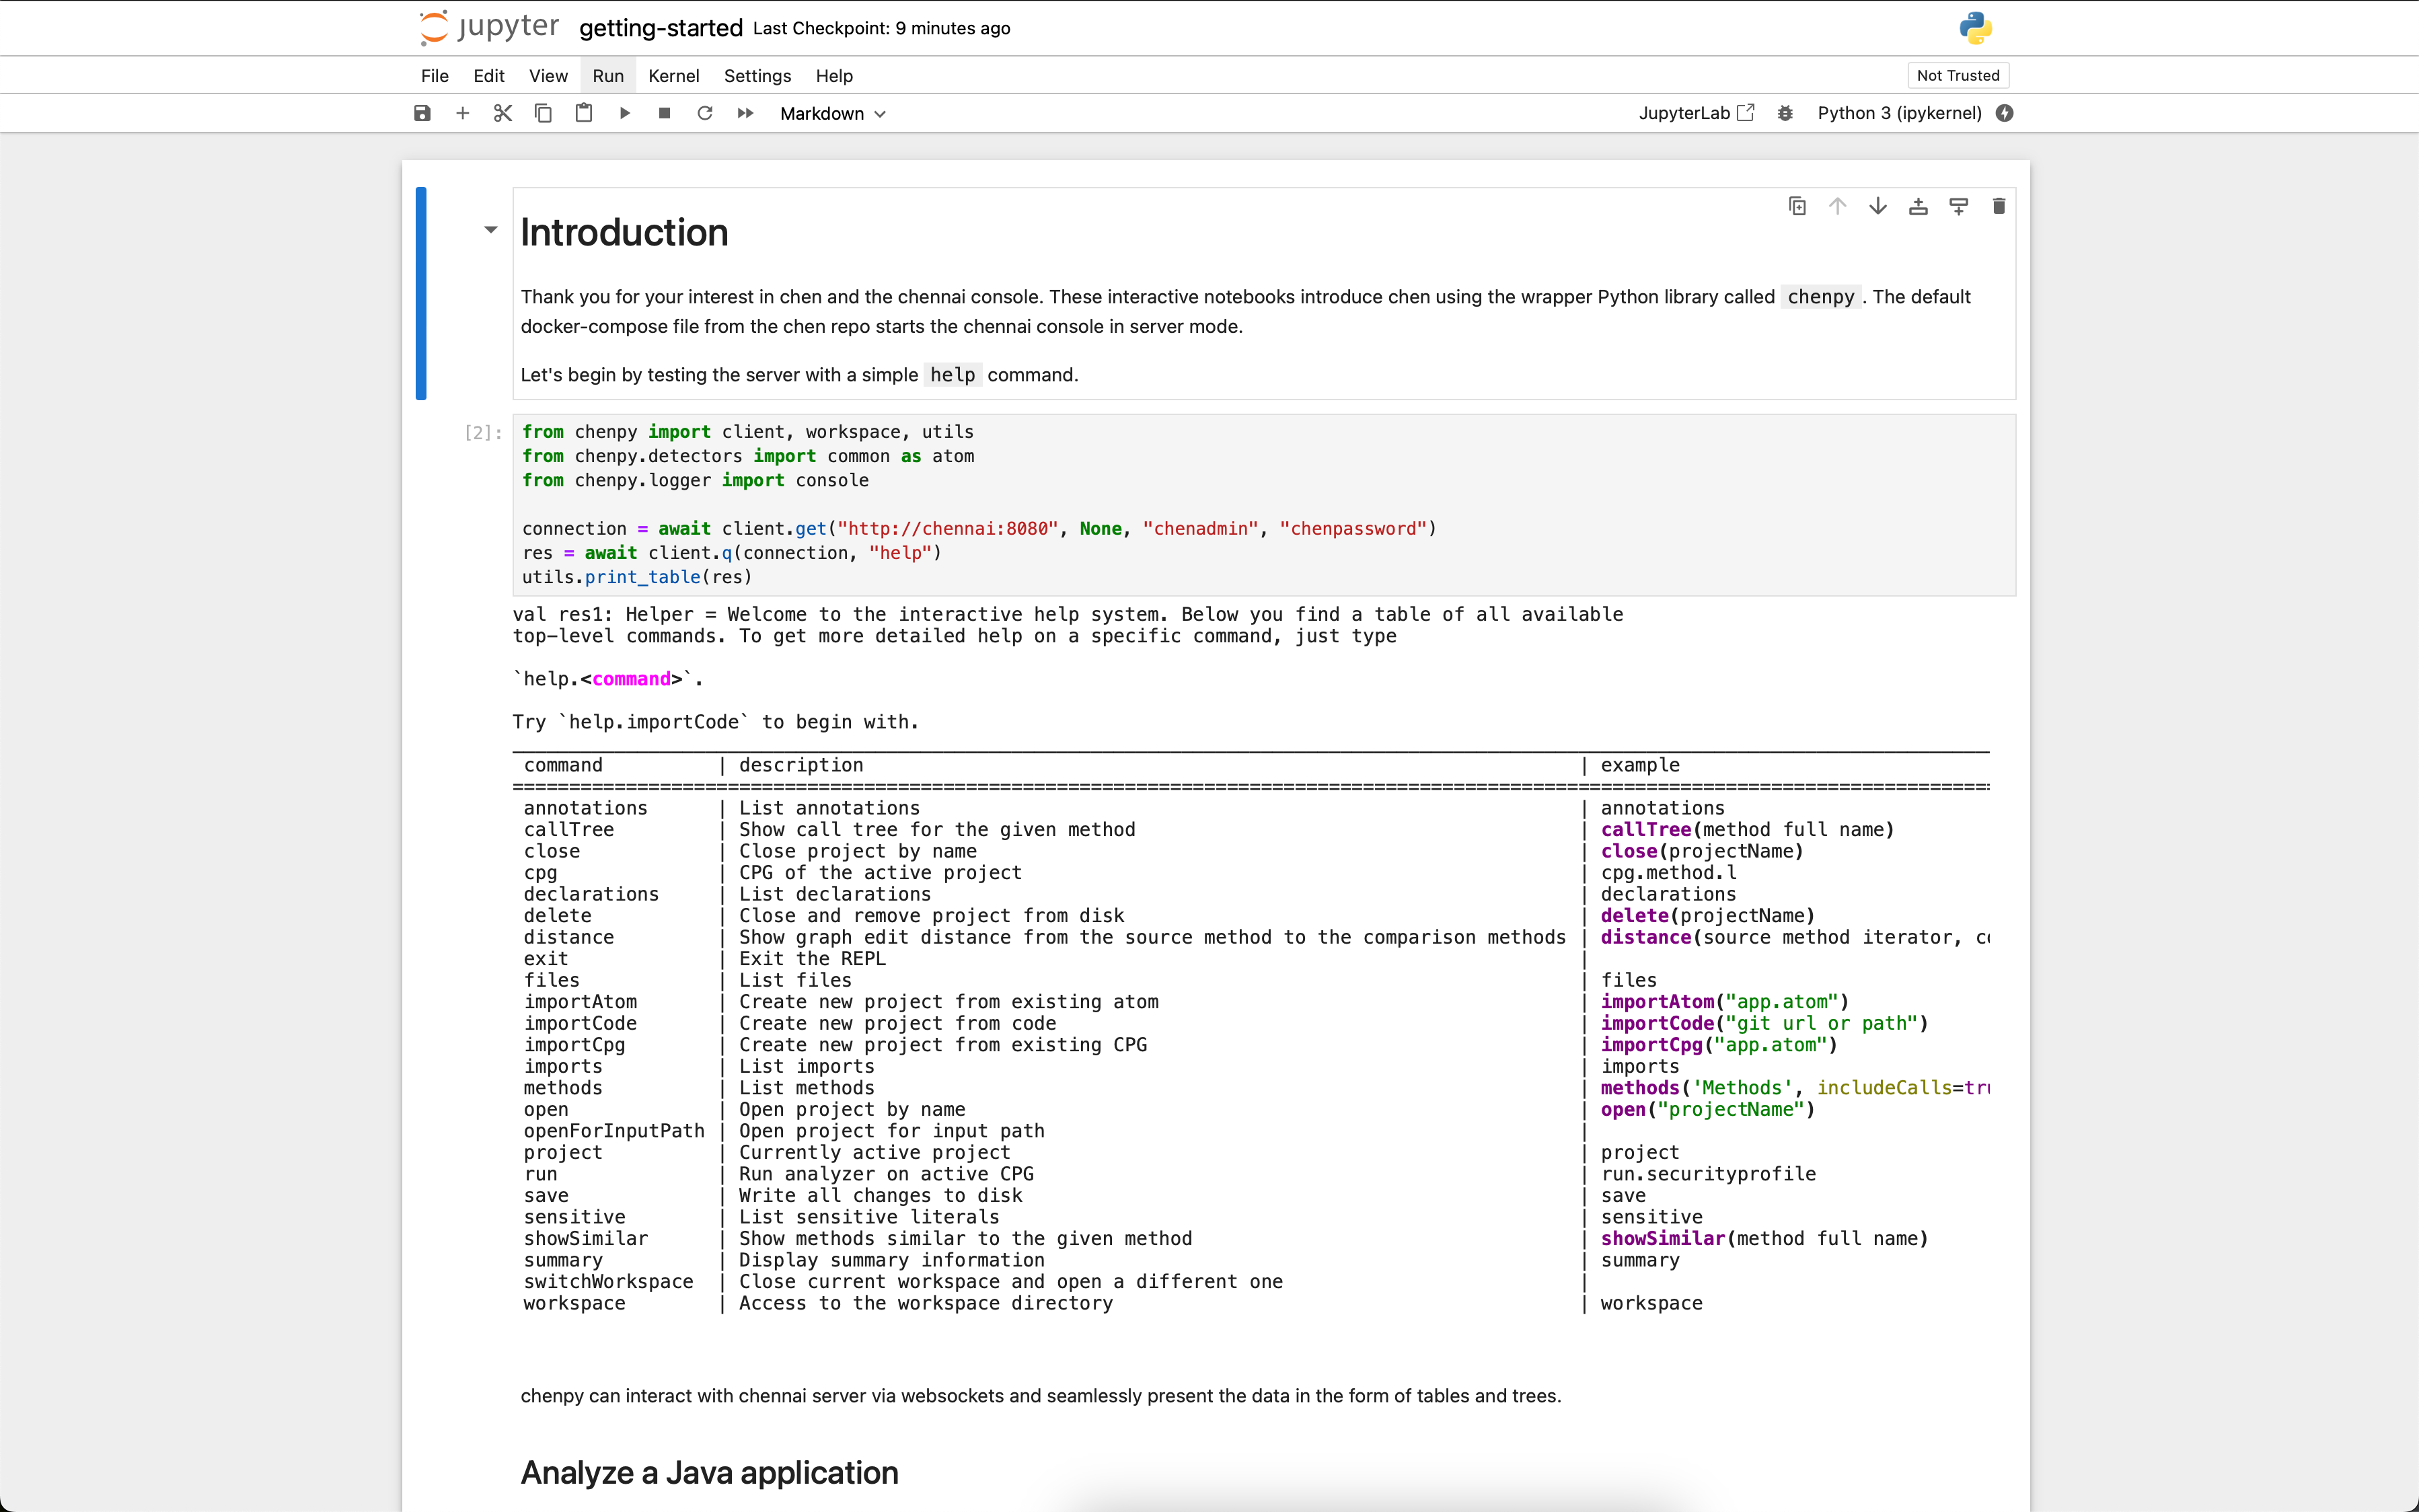 jupyter getting-started Last Checkpoint: 9 minutes ago
File Edit View Run Kernel Settings Help Not Trusted
Markdown JupyterLab Python 3 (ipykernel)
Introduction
Thank you for your interest in chen and the chennai console. These interactive notebooks introduce chen using the wrapper Python library called chenpy . The default
docker-compose file from the chen repo starts the chennai console in server mode.
Let's begin by testing the server with a simple help command.
[2]: from chenpy import client, workspace, utils
from chenpy.detectors import common as atom
from chenpy.logger import console
connection = await client.get("http://chennai:8080", None, "chenadmin", "chenpassword")
res = await client.q(connection, "help")
utils.print_table(res)
val res1: Helper = Welcome to the interactive help system. Below you find a table of all available
top-level commands. To get more detailed help on a specific command, just type
`help.<command>`.
Try `help.importCode` to begin with.
command | description | example
annotations | List annotations | annotations
callTree | Show call tree for the given method | callTree(method full name)
close | Close project by name | close(projectName)
cpg | CPG of the active project | cpg.method.l
declarations | List declarations | declarations
delete | Close and remove project from disk | delete(projectName)
distance | Show graph edit distance from the source method to the comparison methods | distance(source method iterator,
exit | Exit the REPL |
files | List files | files
importAtom | Create new project from existing atom | importAtom("app.atom")
importCode | Create new project from code | importCode("git url or path")
importCpg | Create new project from existing CPG | importCpg("app.atom")
imports | List imports | imports
methods | List methods | methods('Methods', includeCalls=tru
open | Open project by name | open("projectName")
openForInputPath | Open project for input path |
project | Currently active project | project
run | Run analyzer on active CPG | run.securityprofile
save | Write all changes to disk | save
sensitive | List sensitive literals | sensitive
showSimilar | Show methods similar to the given method | showSimilar(method full name)
summary | Display summary information | summary
switchWorkspace | Close current workspace and open a different one |
workspace | Access to the workspace directory | workspace
chenpy can interact with chennai server via websockets and seamlessly present the data in the form of tables and trees.
Analyze a Java application